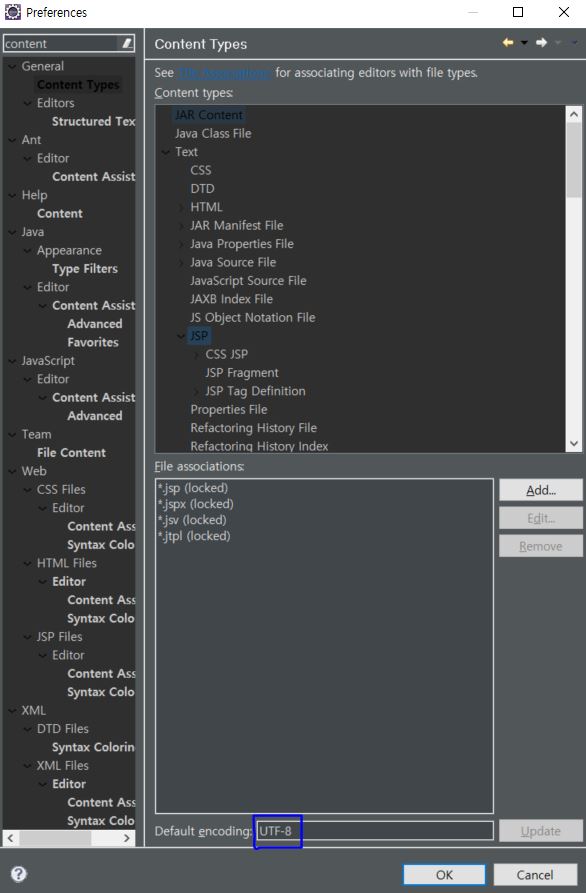 Preferences
content
General
Content Types
Editors
Structured Tex
Ant
Editor
Content Assist
Help
Content
Java
Appearance
Type Filters
Editor
Content Assist
Advanced
Favorites
JavaScript
Editor
Content Assist
Advanced
Team
File Content
Web
CSS Files
Editor
Content Ass
Syntax Colo
HTML Files
Editor
Content Ass
Syntax Colo
JSP Files
Editor
Content Ass
Syntax Colo
XML
DTD Files
Syntax Colorin
XML Files
Editor
Content Ass
Syntax Colo
Content Types
See 'File Associations' for associating editors with file types.
Content types:
JAR Content
Java Class File
Text
CSS
DTD
HTML
JAR Manifest File
Java Properties File
Java Source File
JavaScript Source File
JAXB Index File
JS Object Notation File
JSP
CSS JSP
JSP Fragment
JSP Tag Definition
Properties File
Refactoring History File
Refactoring History Index
File associations:
*.jsp (locked)
*.jspx (locked)
*.jsv (locked)
*.jtpl (locked)
Add...
Edit...
Remove
Default encoding: UTF-8
Update
OK
Cancel